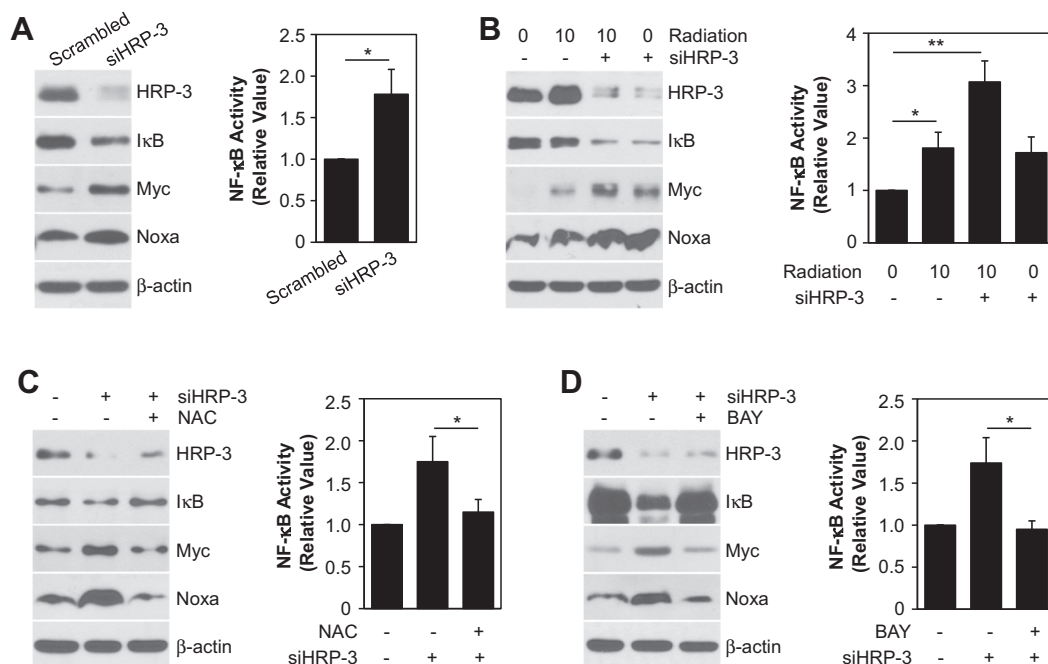 A
Scrambled
siHRP-3
HRP-3
IκB
Myc
Noxa
β-actin
NF-κB Activity
(Relative Value)
2.5
2.0
1.5
1.0
0.5
0
*
Scrambled
siHRP-3
B
0 10 10 0 Radiation
- - + + siHRP-3
HRP-3
IκB
Myc
Noxa
β-actin
NF-κB Activity
(Relative Value)
4
3
2
1
0
**
*
Radiation 0 10 10 0
siHRP-3 - - + +
C
- + + siHRP-3
- - + NAC
HRP-3
IκB
Myc
Noxa
β-actin
NF-κB Activity
(Relative Value)
2.5
2.0
1.5
1.0
0.5
0
*
NAC - - +
siHRP-3 - + +
D
- + + siHRP-3
- - + BAY
HRP-3
IκB
Myc
Noxa
β-actin
NF-κB Activity
(Relative Value)
2.5
2.0
1.5
1.0
0.5
0
*
BAY - - +
siHRP-3 - + +